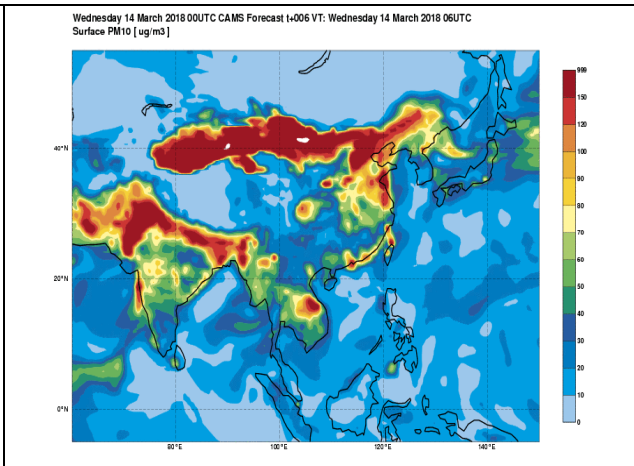 Wednesday 14 March 2018 00UTC CAMS Forecast t+006 VT: Wednesday 14 March 2018 06UTC
Surface PM10 [ ug/m3 ]
999
150
120
100
90
80
70
60
50
40
30
20
10
0
40°N
20°N
0°N
80°E
100°E
120°E
140°E